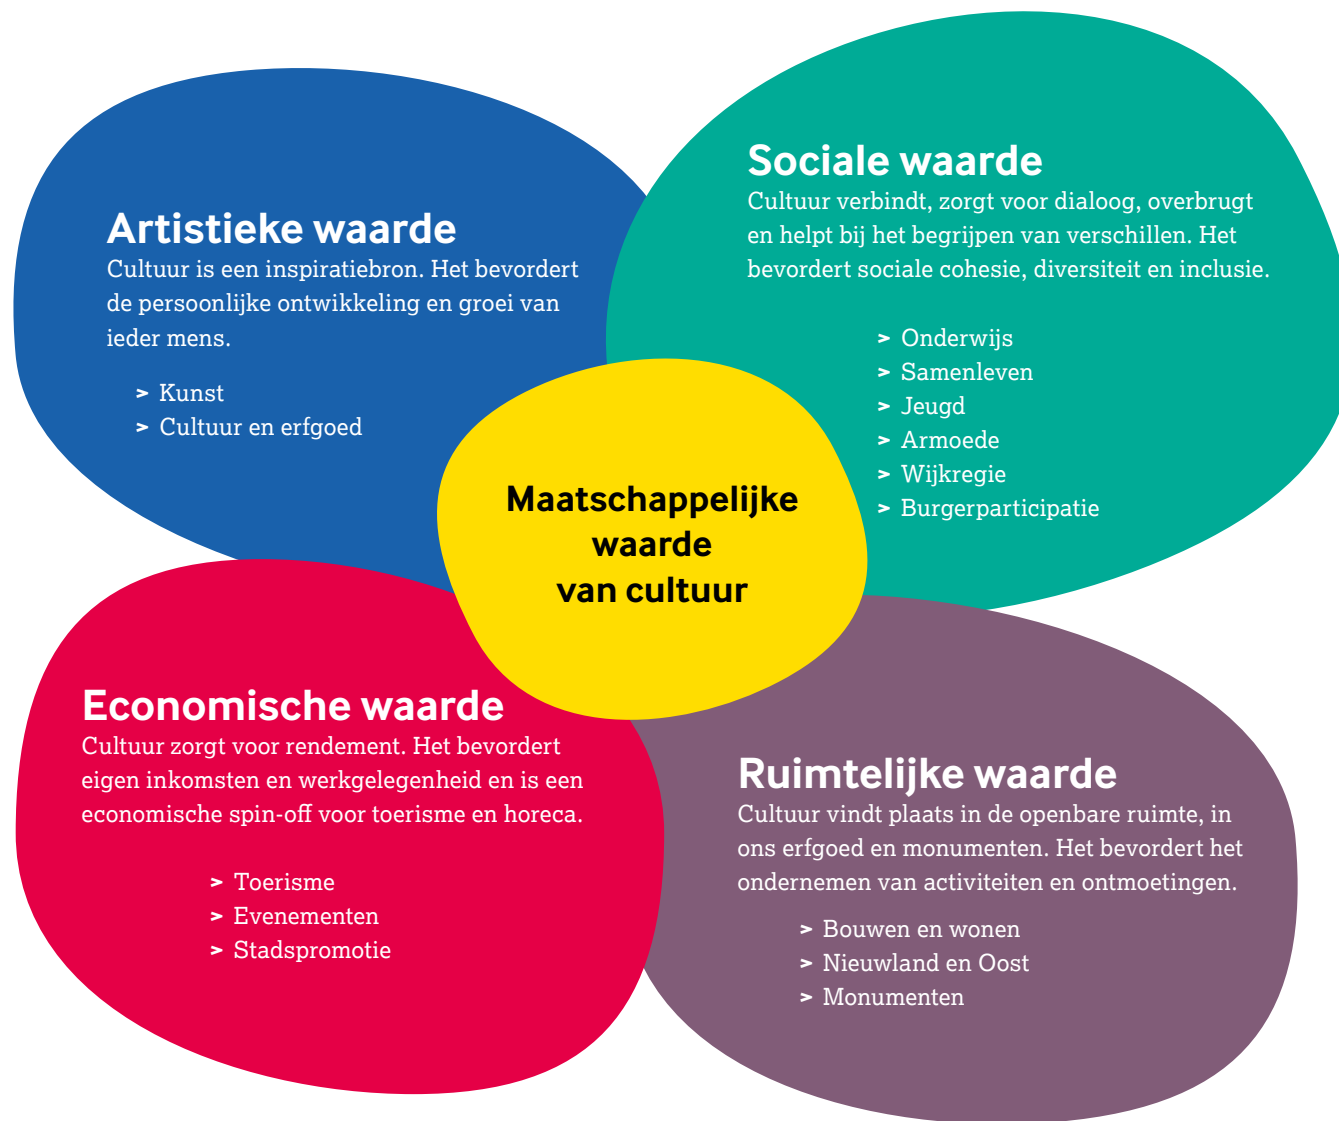 Artistieke waarde
Cultuur is een inspiratiebron. Het bevordert
de persoonlijke ontwikkeling en groei van
ieder mens.
> Kunst
> Cultuur en erfgoed
Sociale waarde
Cultuur verbindt, zorgt voor dialoog, overbrugt
en helpt bij het begrijpen van verschillen. Het
bevordert sociale cohesie, diversiteit en inclusie.
> Onderwijs
> Samenleven
> Jeugd
> Armoede
> Wijkregie
> Burgerparticipatie
Maatschappelijke
waarde
van cultuur
Economische waarde
Cultuur zorgt voor rendement. Het bevordert
eigen inkomsten en werkgelegenheid en is een
economische spin-off voor toerisme en horeca.
> Toerisme
> Evenementen
> Stadspromotie
Ruimtelijke waarde
Cultuur vindt plaats in de openbare ruimte, in
ons erfgoed en monumenten. Het bevordert het
ondernemen van activiteiten en ontmoetingen.
> Bouwen en wonen
> Nieuwland en Oost
> Monumenten